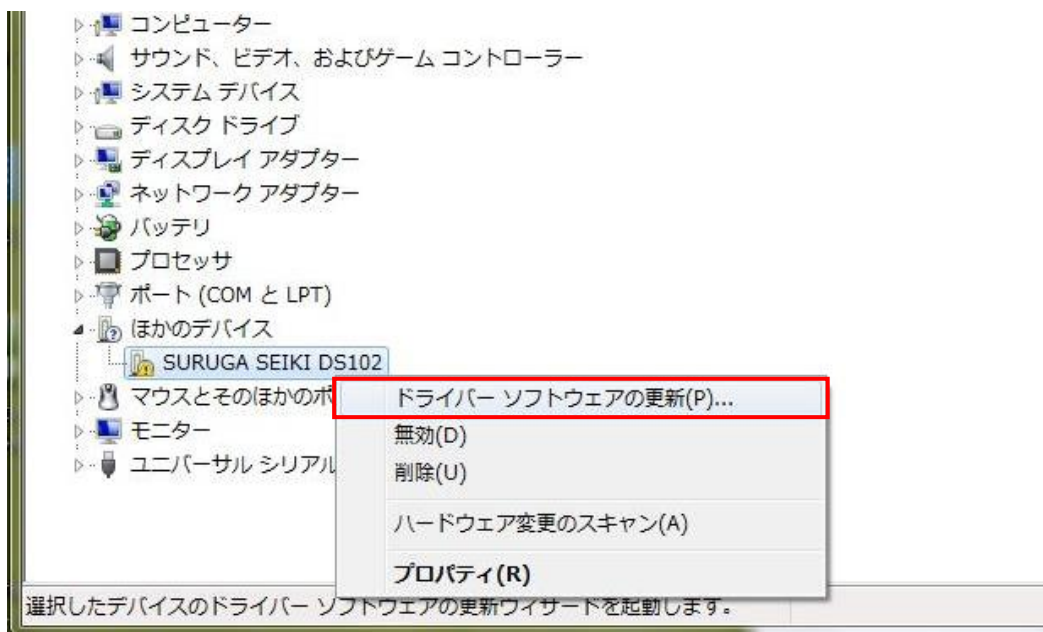 コンピューター
サウンド、ビデオ、およびゲーム コントローラー
システム デバイス
ディスク ドライブ
ディスプレイ アダプター
ネットワーク アダプター
バッテリ
プロセッサ
ポート (COM と LPT)
ほかのデバイス
SURUGA SEIKI DS102
マウスとそのほかのポ
モニター
ユニバーサル シリアル
ドライバー ソフトウェアの更新(P)...
無効(D)
削除(U)
ハードウェア変更のスキャン(A)
プロパティ(R)
選択したデバイスのドライバー ソフトウェアの更新ウィザードを起動します。